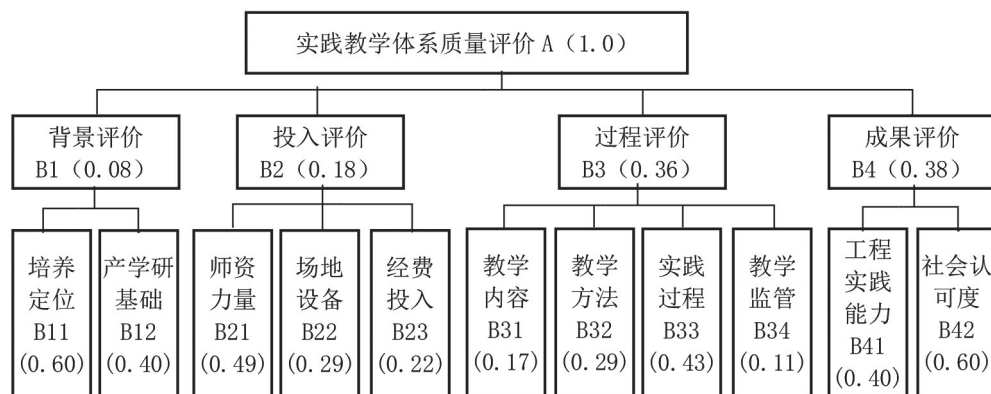 实践教学体系质量评价 A（1.0）
背景评价
B1（0.08）
投入评价
B2（0.18）
过程评价
B3（0.36）
成果评价
B4（0.38）
培养
定位
B11
(0.60)
产学研
基础
B12
(0.40)
师资
力量
B21
(0.49)
场地
设备
B22
(0.29)
经费
投入
B23
(0.22)
教学
内容
B31
(0.17)
教学
方法
B32
(0.29)
实践
过程
B33
(0.43)
教学
监管
B34
(0.11)
工程
实践
能力
B41
(0.40)
社会认
可度
B42
(0.60)